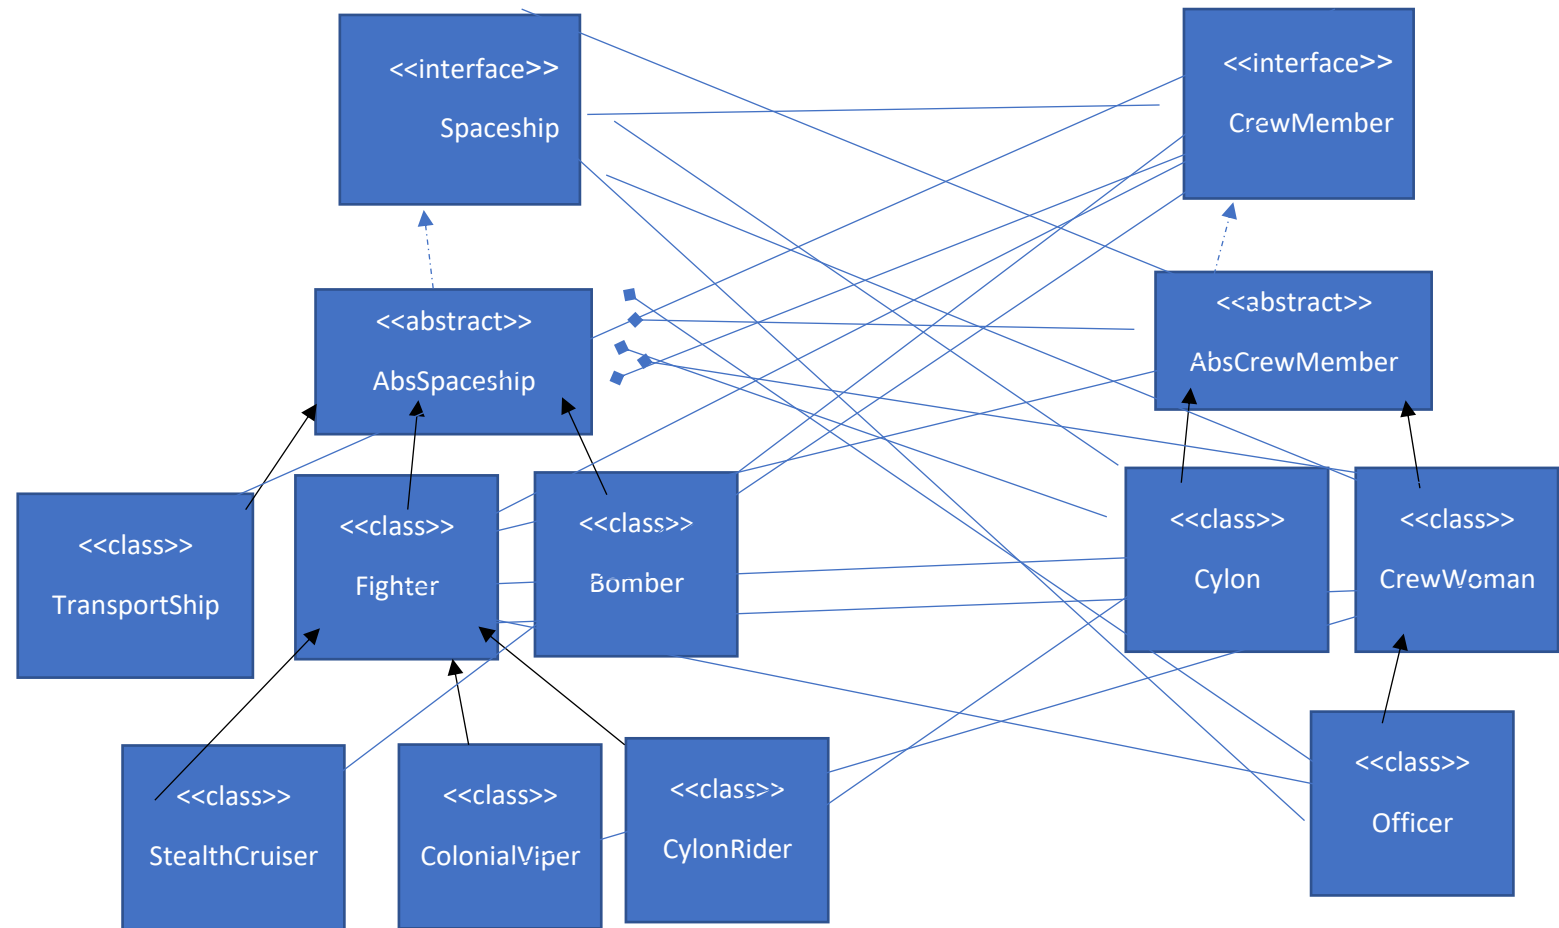 <<interface>>
Spaceship
<<interface>>
CrewMember
<<abstract>>
AbsSpaceship
<<abstract>>
AbsCrewMember
<<class>>
TransportShip
<<class>>
Fighter
<<class>>
Bomber
<<class>>
Cylon
<<class>>
CrewWoman
<<class>>
StealthCruiser
<<class>>
ColonialViper
<<class>>
CylonRider
<<class>>
Officer